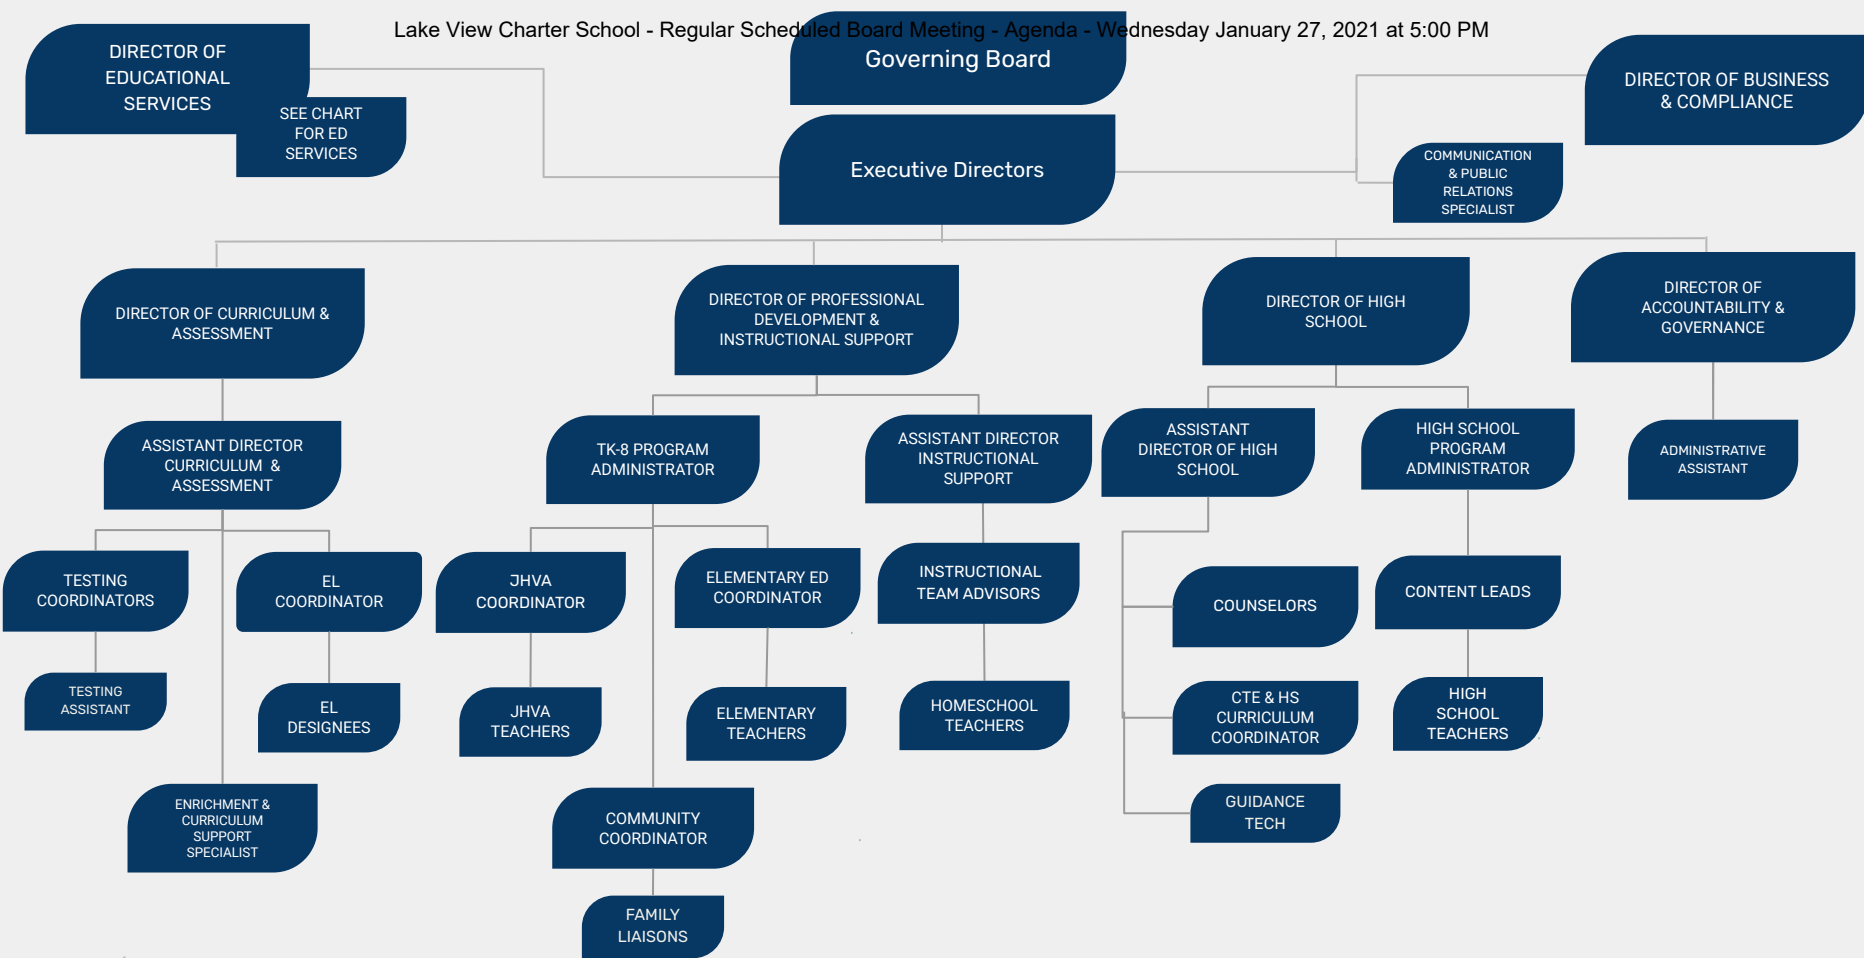 Lake View Charter School - Regular Scheduled Board Meeting - Agenda - Wednesday January 27, 2021 at 5:00 PM
DIRECTOR OF
EDUCATIONAL
SERVICES
SEE CHART
FOR ED
SERVICES
Governing Board
Executive Directors
DIRECTOR OF BUSINESS
& COMPLIANCE
COMMUNICATION
& PUBLIC
RELATIONS
SPECIALIST
DIRECTOR OF CURRICULUM &
ASSESSMENT
DIRECTOR OF PROFESSIONAL
DEVELOPMENT &
INSTRUCTIONAL SUPPORT
DIRECTOR OF HIGH
SCHOOL
DIRECTOR OF
ACCOUNTABILITY &
GOVERNANCE
ASSISTANT DIRECTOR
CURRICULUM &
ASSESSMENT
TK-8 PROGRAM
ADMINISTRATOR
ASSISTANT DIRECTOR
INSTRUCTIONAL
SUPPORT
ASSISTANT
DIRECTOR OF HIGH
SCHOOL
HIGH SCHOOL
PROGRAM
ADMINISTRATOR
ADMINISTRATIVE
ASSISTANT
TESTING
COORDINATORS
EL
COORDINATOR
JHVA
COORDINATOR
ELEMENTARY ED
COORDINATOR
INSTRUCTIONAL
TEAM ADVISORS
COUNSELORS
CONTENT LEADS
TESTING
ASSISTANT
EL
DESIGNEES
JHVA
TEACHERS
ELEMENTARY
TEACHERS
HOMESCHOOL
TEACHERS
CTE & HS
CURRICULUM
COORDINATOR
HIGH
SCHOOL
TEACHERS
ENRICHMENT &
CURRICULUM
SUPPORT
SPECIALIST
COMMUNITY
COORDINATOR
GUIDANCE
TECH
FAMILY
LIAISONS